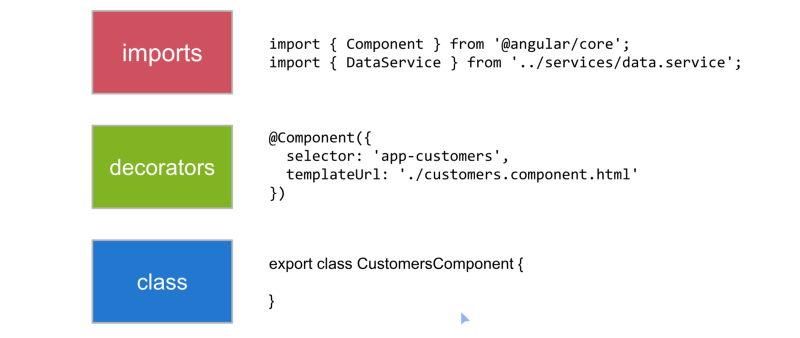 imports
import { Component } from '@angular/core';
import { DataService } from '../services/data.service';
decorators
@Component({
  selector: 'app-customers',
  templateUrl: './customers.component.html'
})
class
export class CustomersComponent {
}